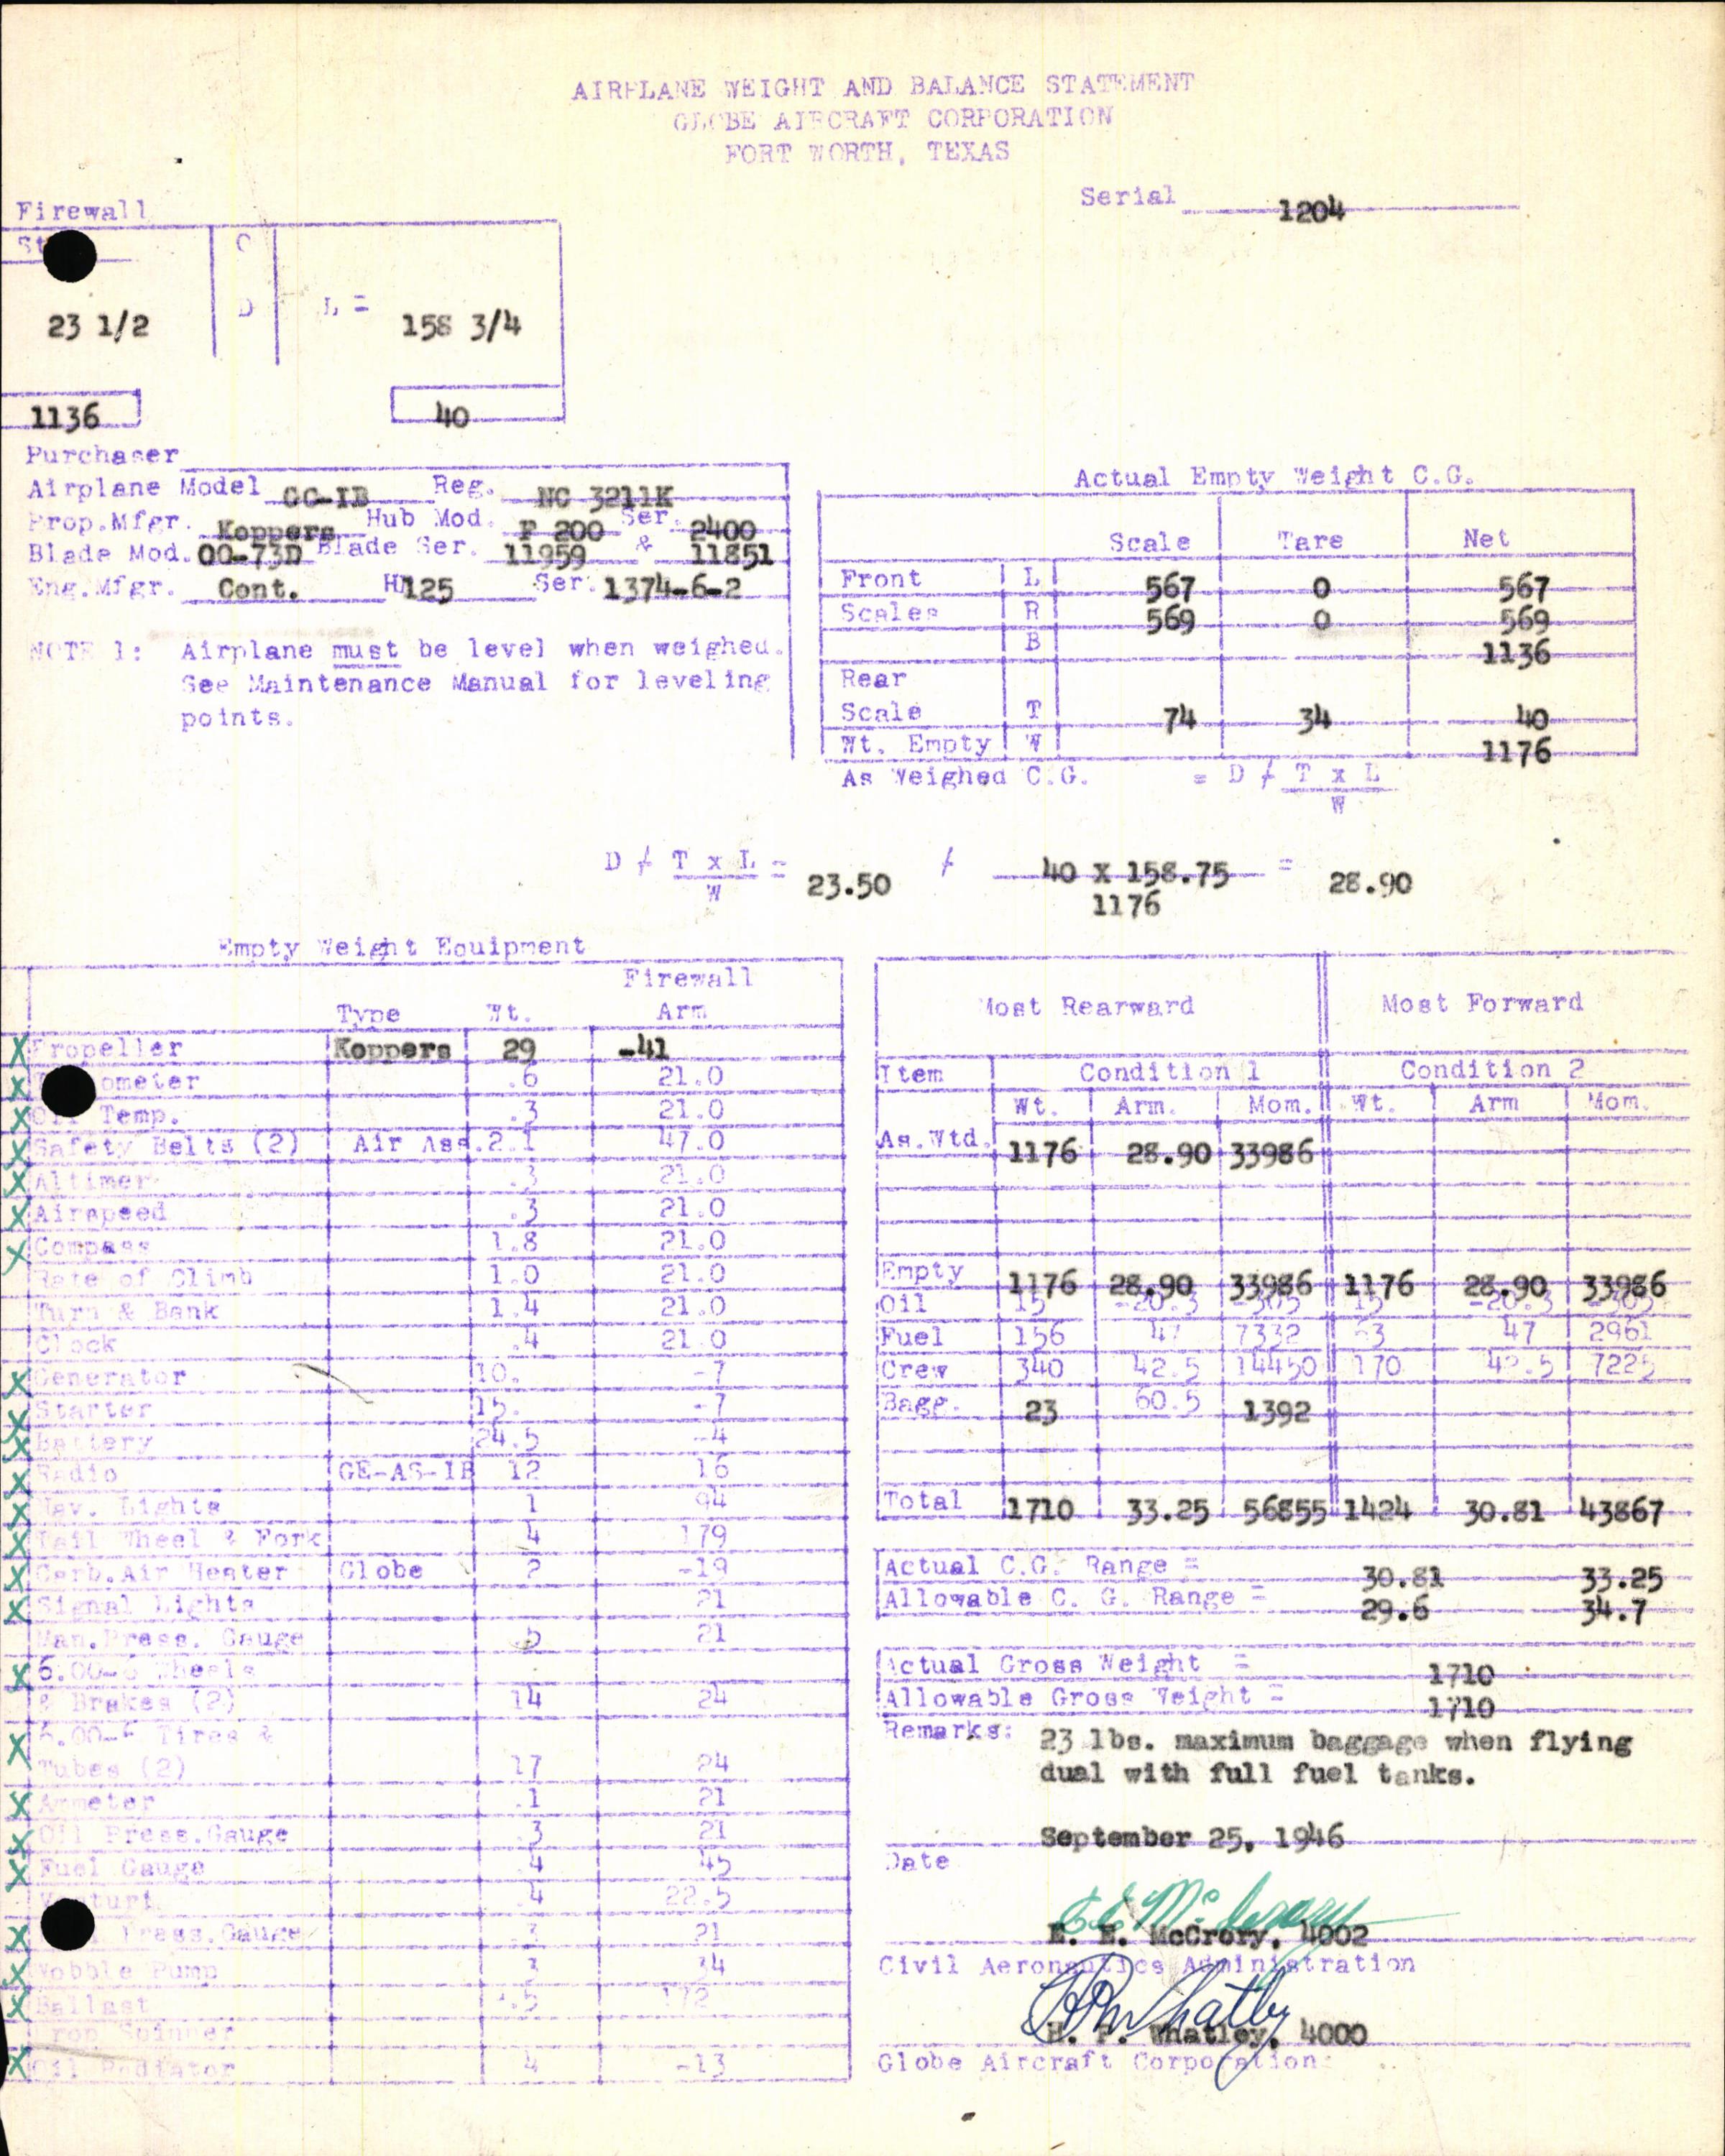 AIRPLANE WEIGHT AND BALANCE STATEMENT
GLOBE AIRCRAFT CORPORATION
FORT WORTH, TEXAS
Serial 1204
Firewall
C
23 1/2 D L = 158 3/4
1136 40
Purchaser
Airplane Model GC-IB Reg. NC 3211K
Prop.Mfgr. Koppers Hub Mod. F 200 Ser. 2400
Blade Mod. 00-73D Blade Ser. 11959 & 11851
Eng.Mfgr. Cont. HP 125 Ser. 1374-6-2
NOTE 1: Airplane must be level when weighed.
See Maintenance Manual for leveling
points.
Actual Empty Weight C.G.
Scale Tare Net
Front L 567 0 567
Scales R 569 0 569
B 1136
Rear
Scale T 74 34 40
Wt. Empty W 1176
As Weighed C.G. = D ⌿ T x L
W
D ⌿ T x L = 23.50 ⌿ 40 X 158.75 = 28.90
W 1176
Empty Weight Equipment
Firewall
Type Wt. Arm
X Propeller Koppers 29 -41
X ometer .6 21.0
X Oil Temp. .3 21.0
X Safety Belts (2) Air Ass. 2.1 47.0
X Altimer .3 21.0
X Airspeed .3 21.0
X Compass 1.8 21.0
Rate of Climb 1.0 21.0
Turn & Bank 1.4 21.0
Clock .4 21.0
X Generator 10. -7
X Starter 15. -7
X Battery 24.5 -4
X Radio GE-AS-1B 12 16
X Nav. Lights 1 94
X Tail Wheel & Fork 4 179
X Carb.Air Heater Globe 2 -19
X Signal Lights 21
Man.Press. Gauge .5 21
X 6.00-6 Wheels
& Brakes (2) 14 24
X 6.00-6 Tires &
Tubes (2) 17 24
X Ammeter .1 21
X Oil Press.Gauge .3 21
X Fuel Gauge .4 45
Venturi .4 22.5
X Press.Gauge .3 21
X Wobble Pump 3 34
X Ballast .5 172
Prop Spinner
X Oil Radiator 4 -13
Most Rearward Most Forward
Item Condition 1 Condition 2
Wt. Arm. Mom. Wt. Arm Mom.
As.Wtd. 1176 28.90 33986
Empty 1176 28.90 33986 1176 28.90 33986
Oil 15 -20.3 -305 15 -20.3 -305
Fuel 156 47 7332 63 47 2961
Crew 340 42.5 14450 170 42.5 7225
Bagg. 23 60.5 1392
Total 1710 33.25 56855 1424 30.81 43867
Actual C.G. Range = 30.81 33.25
Allowable C. G. Range = 29.6 34.7
Actual Gross Weight = 1710
Allowable Gross Weight = 1710
Remarks: 23 lbs. maximum baggage when flying
dual with full fuel tanks.
September 25, 1946
Date
E E McCrory
E. E. McCrory, 4002
Civil Aeronautics Administration
H P Whatley
H. P. Whatley, 4000
Globe Aircraft Corporation